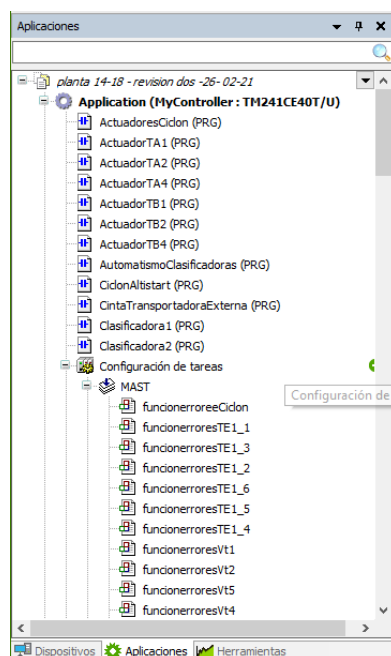 Aplicaciones
planta 14-18 - revision dos -26- 02-21
Application (MyController : TM241CE40T/U)
ActuadoresCiclon (PRG)
ActuadorTA1 (PRG)
ActuadorTA2 (PRG)
ActuadorTA4 (PRG)
ActuadorTB1 (PRG)
ActuadorTB2 (PRG)
ActuadorTB4 (PRG)
AutomatismoClasificadoras (PRG)
CiclonAltistart (PRG)
CintaTransportadoraExterna (PRG)
Clasificadora1 (PRG)
Clasificadora2 (PRG)
Configuración de tareas
MAST
Configuración de
funcionerroreeCiclon
funcionerroresTE1_1
funcionerroresTE1_3
funcionerroresTE1_2
funcionerroresTE1_6
funcionerroresTE1_5
funcionerroresTE1_4
funcionerroresVt1
funcionerroresVt2
funcionerroresVt5
funcionerroresVt4
Dispositivos Aplicaciones Herramientas